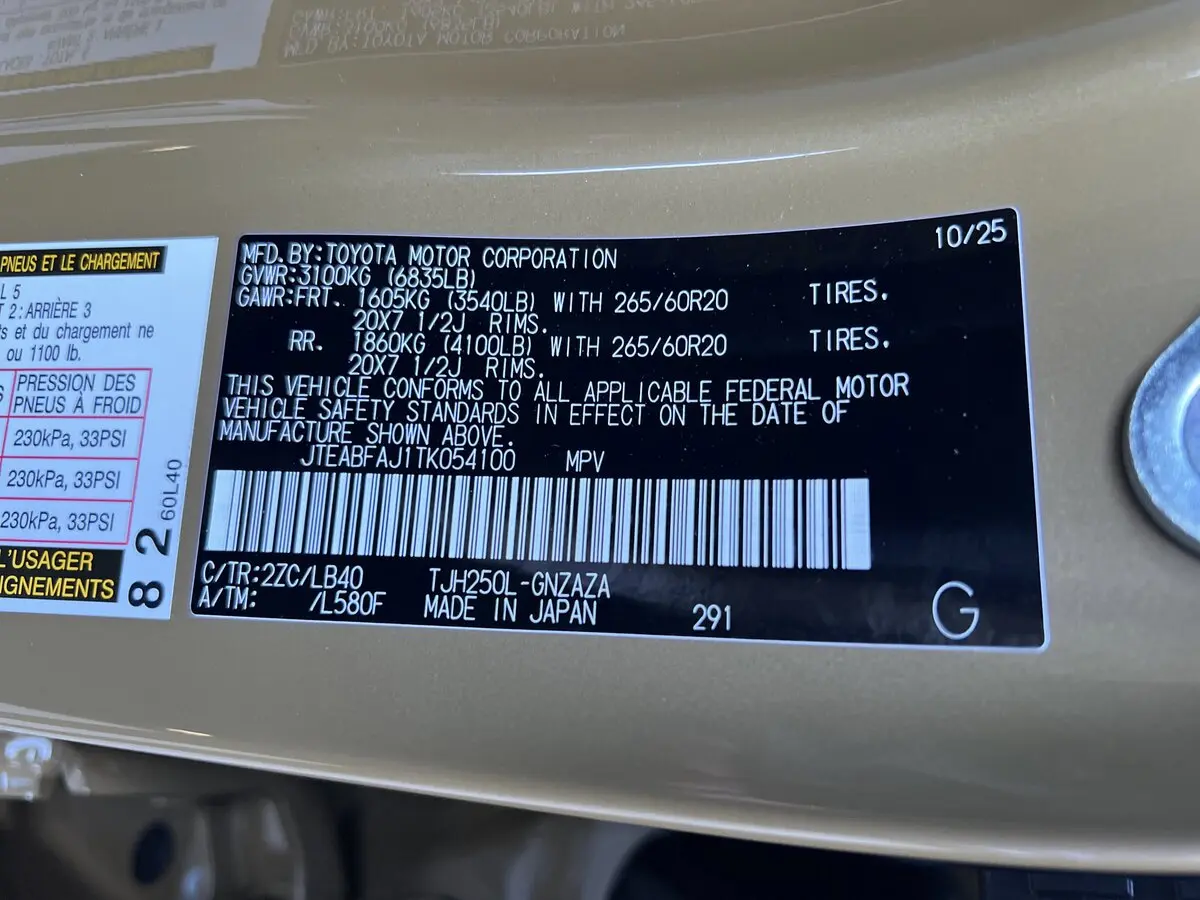 PNEUS ET LE CHARGEMENT
L 5
2:ARRIÈRE 3
et du chargement ne
ou 1100 lb.
PRESSION DES
PNEUS À FROID
230kPa, 33PSI
230kPa, 33PSI
230kPa, 33PSI
L'USAGER
60L40
82
MFD.BY:TOYOTA MOTOR CORPORATION 10/25
GVWR:3100KG (6835LB)
GAWR:FRT. 1605KG (3540LB) WITH 265/60R20 TIRES.
20X7 1/2J RIMS.
RR. 1860KG (4100LB) WITH 265/60R20 TIRES.
20X7 1/2J RIMS.
THIS VEHICLE CONFORMS TO ALL APPLICABLE FEDERAL MOTOR
VEHICLE SAFETY STANDARDS IN EFFECT ON THE DATE OF
MANUFACTURE SHOWN ABOVE.
JTEABFAJ1TK054100 MPV
C/TR:2ZC/LB40 TJH250L-GNZAZA
A/TM: /L580F MADE IN JAPAN 291 G